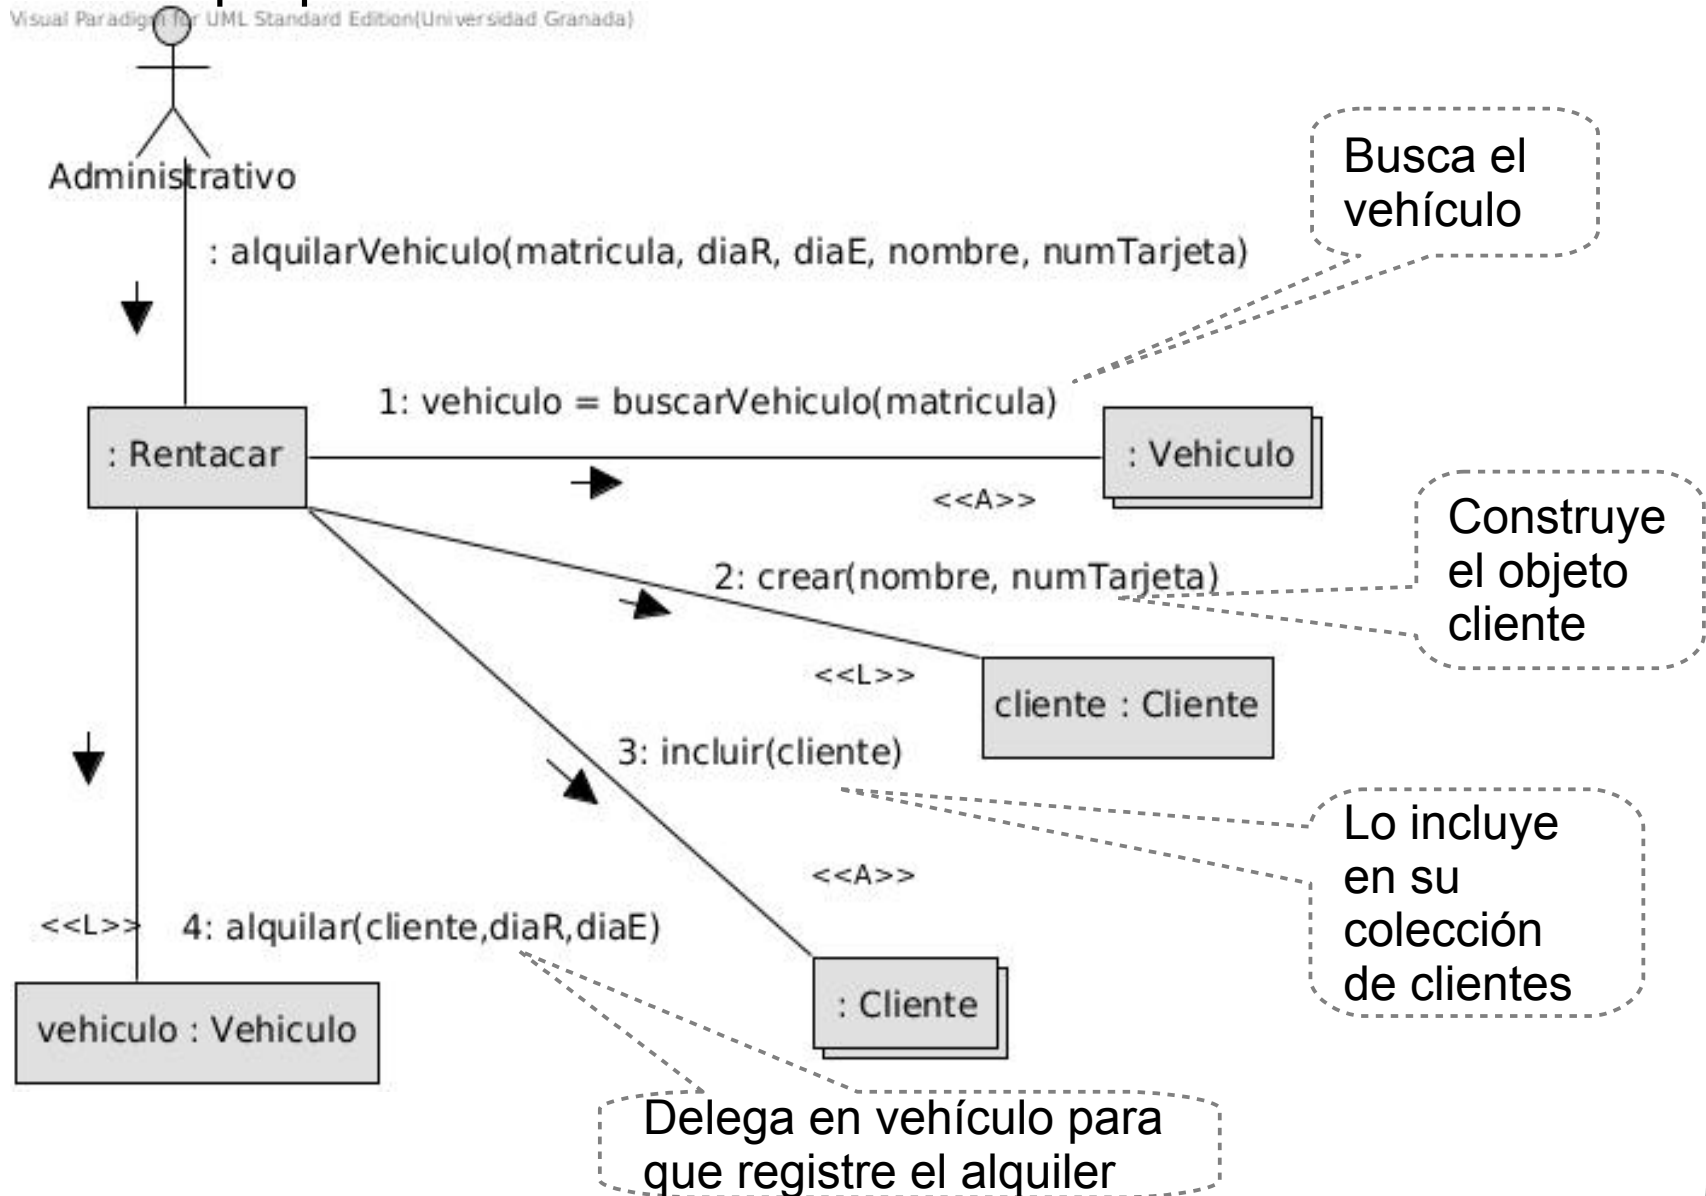 Visual Paradigm for UML Standard Edition(Universidad Granada)
Administrativo
: alquilarVehiculo(matricula, diaR, diaE, nombre, numTarjeta)
Busca el
vehículo
1: vehiculo = buscarVehiculo(matricula)
: Rentacar
: Vehiculo
<<A>>
Construye
el objeto
cliente
2: crear(nombre, numTarjeta)
<<L>>
cliente : Cliente
3: incluir(cliente)
Lo incluye
en su
colección
de clientes
<<A>>
<<L>>
4: alquilar(cliente,diaR,diaE)
: Cliente
vehiculo : Vehiculo
Delega en vehículo para
que registre el alquiler